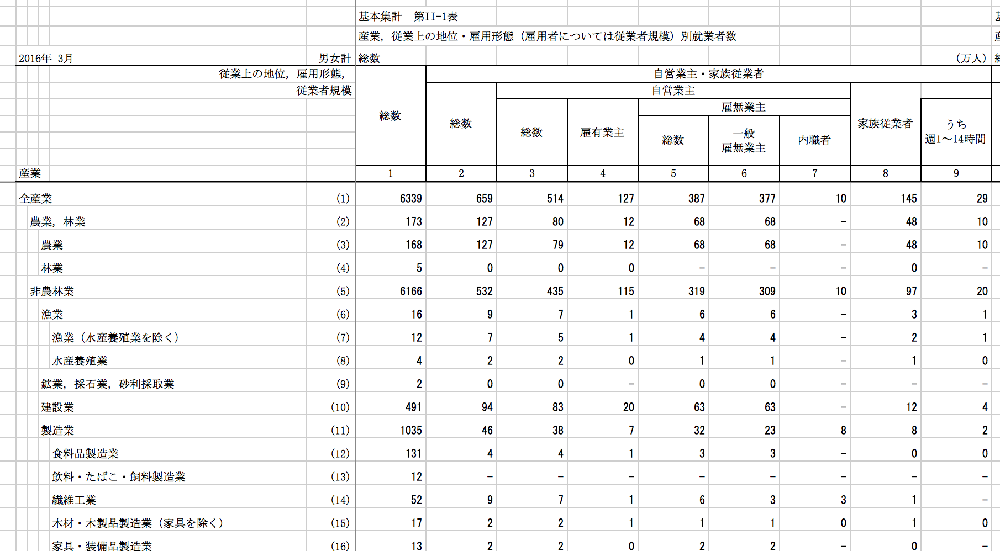 基本集計　第II-1表
産業，従業上の地位・雇用形態（雇用者については従業者規模）別就業者数
2016年 3月 男女計 総数 （万人）
従業上の地位，雇用形態， 自営業主・家族従業者
従業者規模 自営業主
雇無業主
総数 総数 総数 雇有業主 総数 一般 内職者 家族従業者 うち
雇無業主 週1～14時間
産業 1 2 3 4 5 6 7 8 9
全産業 (1) 6339 659 514 127 387 377 10 145 29
農業，林業 (2) 173 127 80 12 68 68 - 48 10
農業 (3) 168 127 79 12 68 68 - 48 10
林業 (4) 5 0 0 0 - - - 0 -
非農林業 (5) 6166 532 435 115 319 309 10 97 20
漁業 (6) 16 9 7 1 6 6 - 3 1
漁業（水産養殖業を除く） (7) 12 7 5 1 4 4 - 2 1
水産養殖業 (8) 4 2 2 0 1 1 - 1 0
鉱業，採石業，砂利採取業 (9) 2 0 0 - 0 0 - - -
建設業 (10) 491 94 83 20 63 63 - 12 4
製造業 (11) 1035 46 38 7 32 23 8 8 2
食料品製造業 (12) 131 4 4 1 3 3 - 0 0
飲料・たばこ・飼料製造業 (13) 12 - - - - - - - -
繊維工業 (14) 52 9 7 1 6 3 3 1 -
木材・木製品製造業（家具を除く） (15) 17 2 2 1 1 1 0 1 0
家具・装備品製造業 (16) 13 2 2 0 2 2 - 0 -